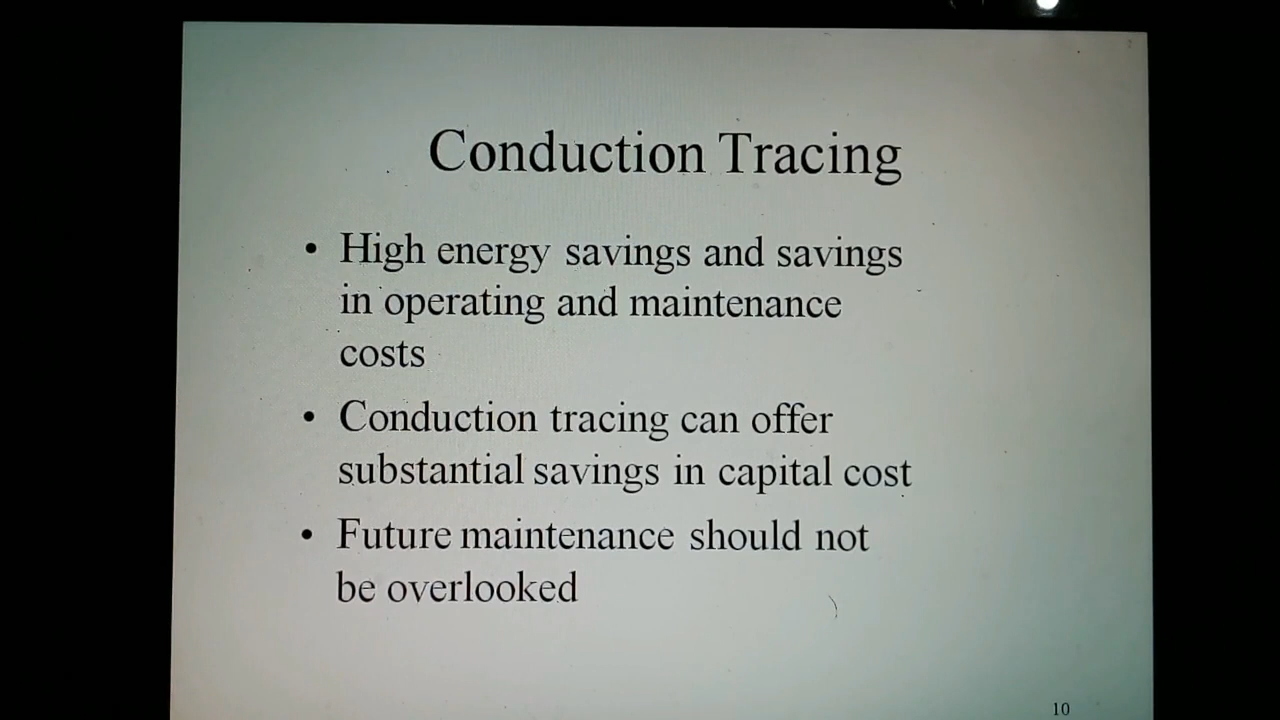 Conduction Tracing
• High energy savings and savings
in operating and maintenance
costs
• Conduction tracing can offer
substantial savings in capital cost
• Future maintenance should not
be overlooked
10